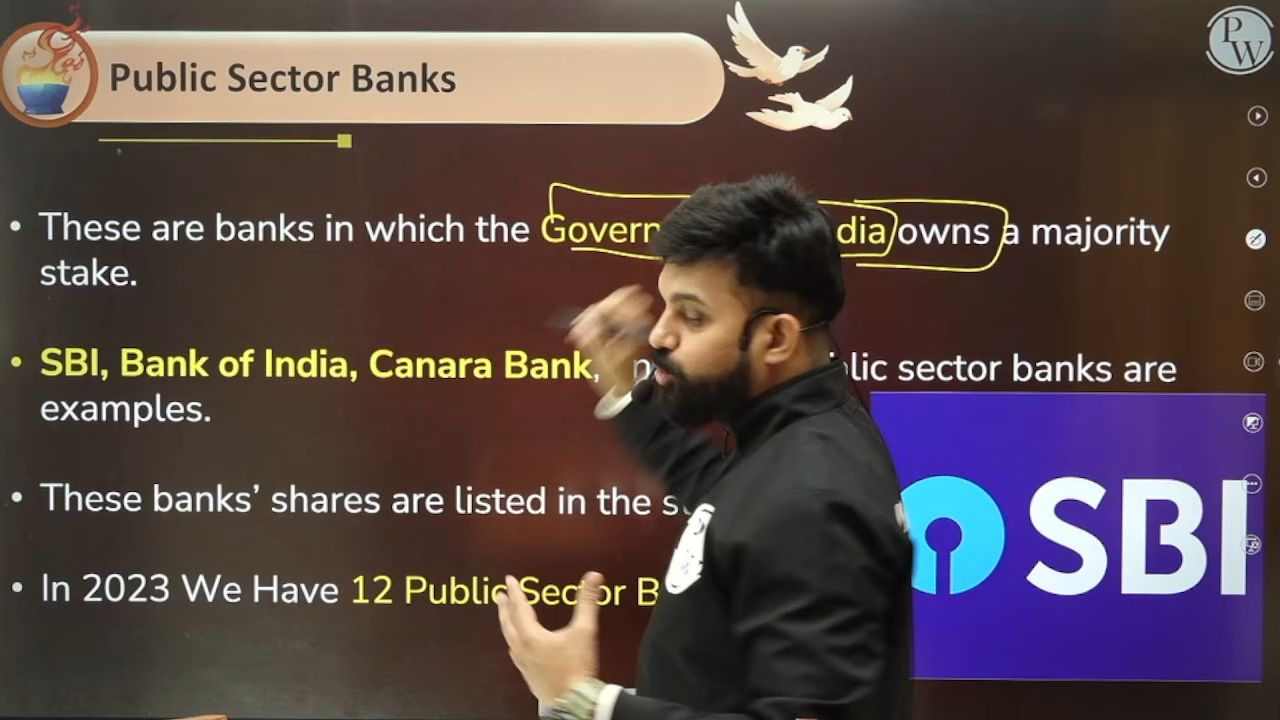 Public Sector Banks
PW
• These are banks in which the Govern dia owns a majority
stake.
• SBI, Bank of India, Canara Bank, lic sector banks are
examples.
• These banks' shares are listed in the s
SBI
• In 2023 We Have 12 Public Sector B